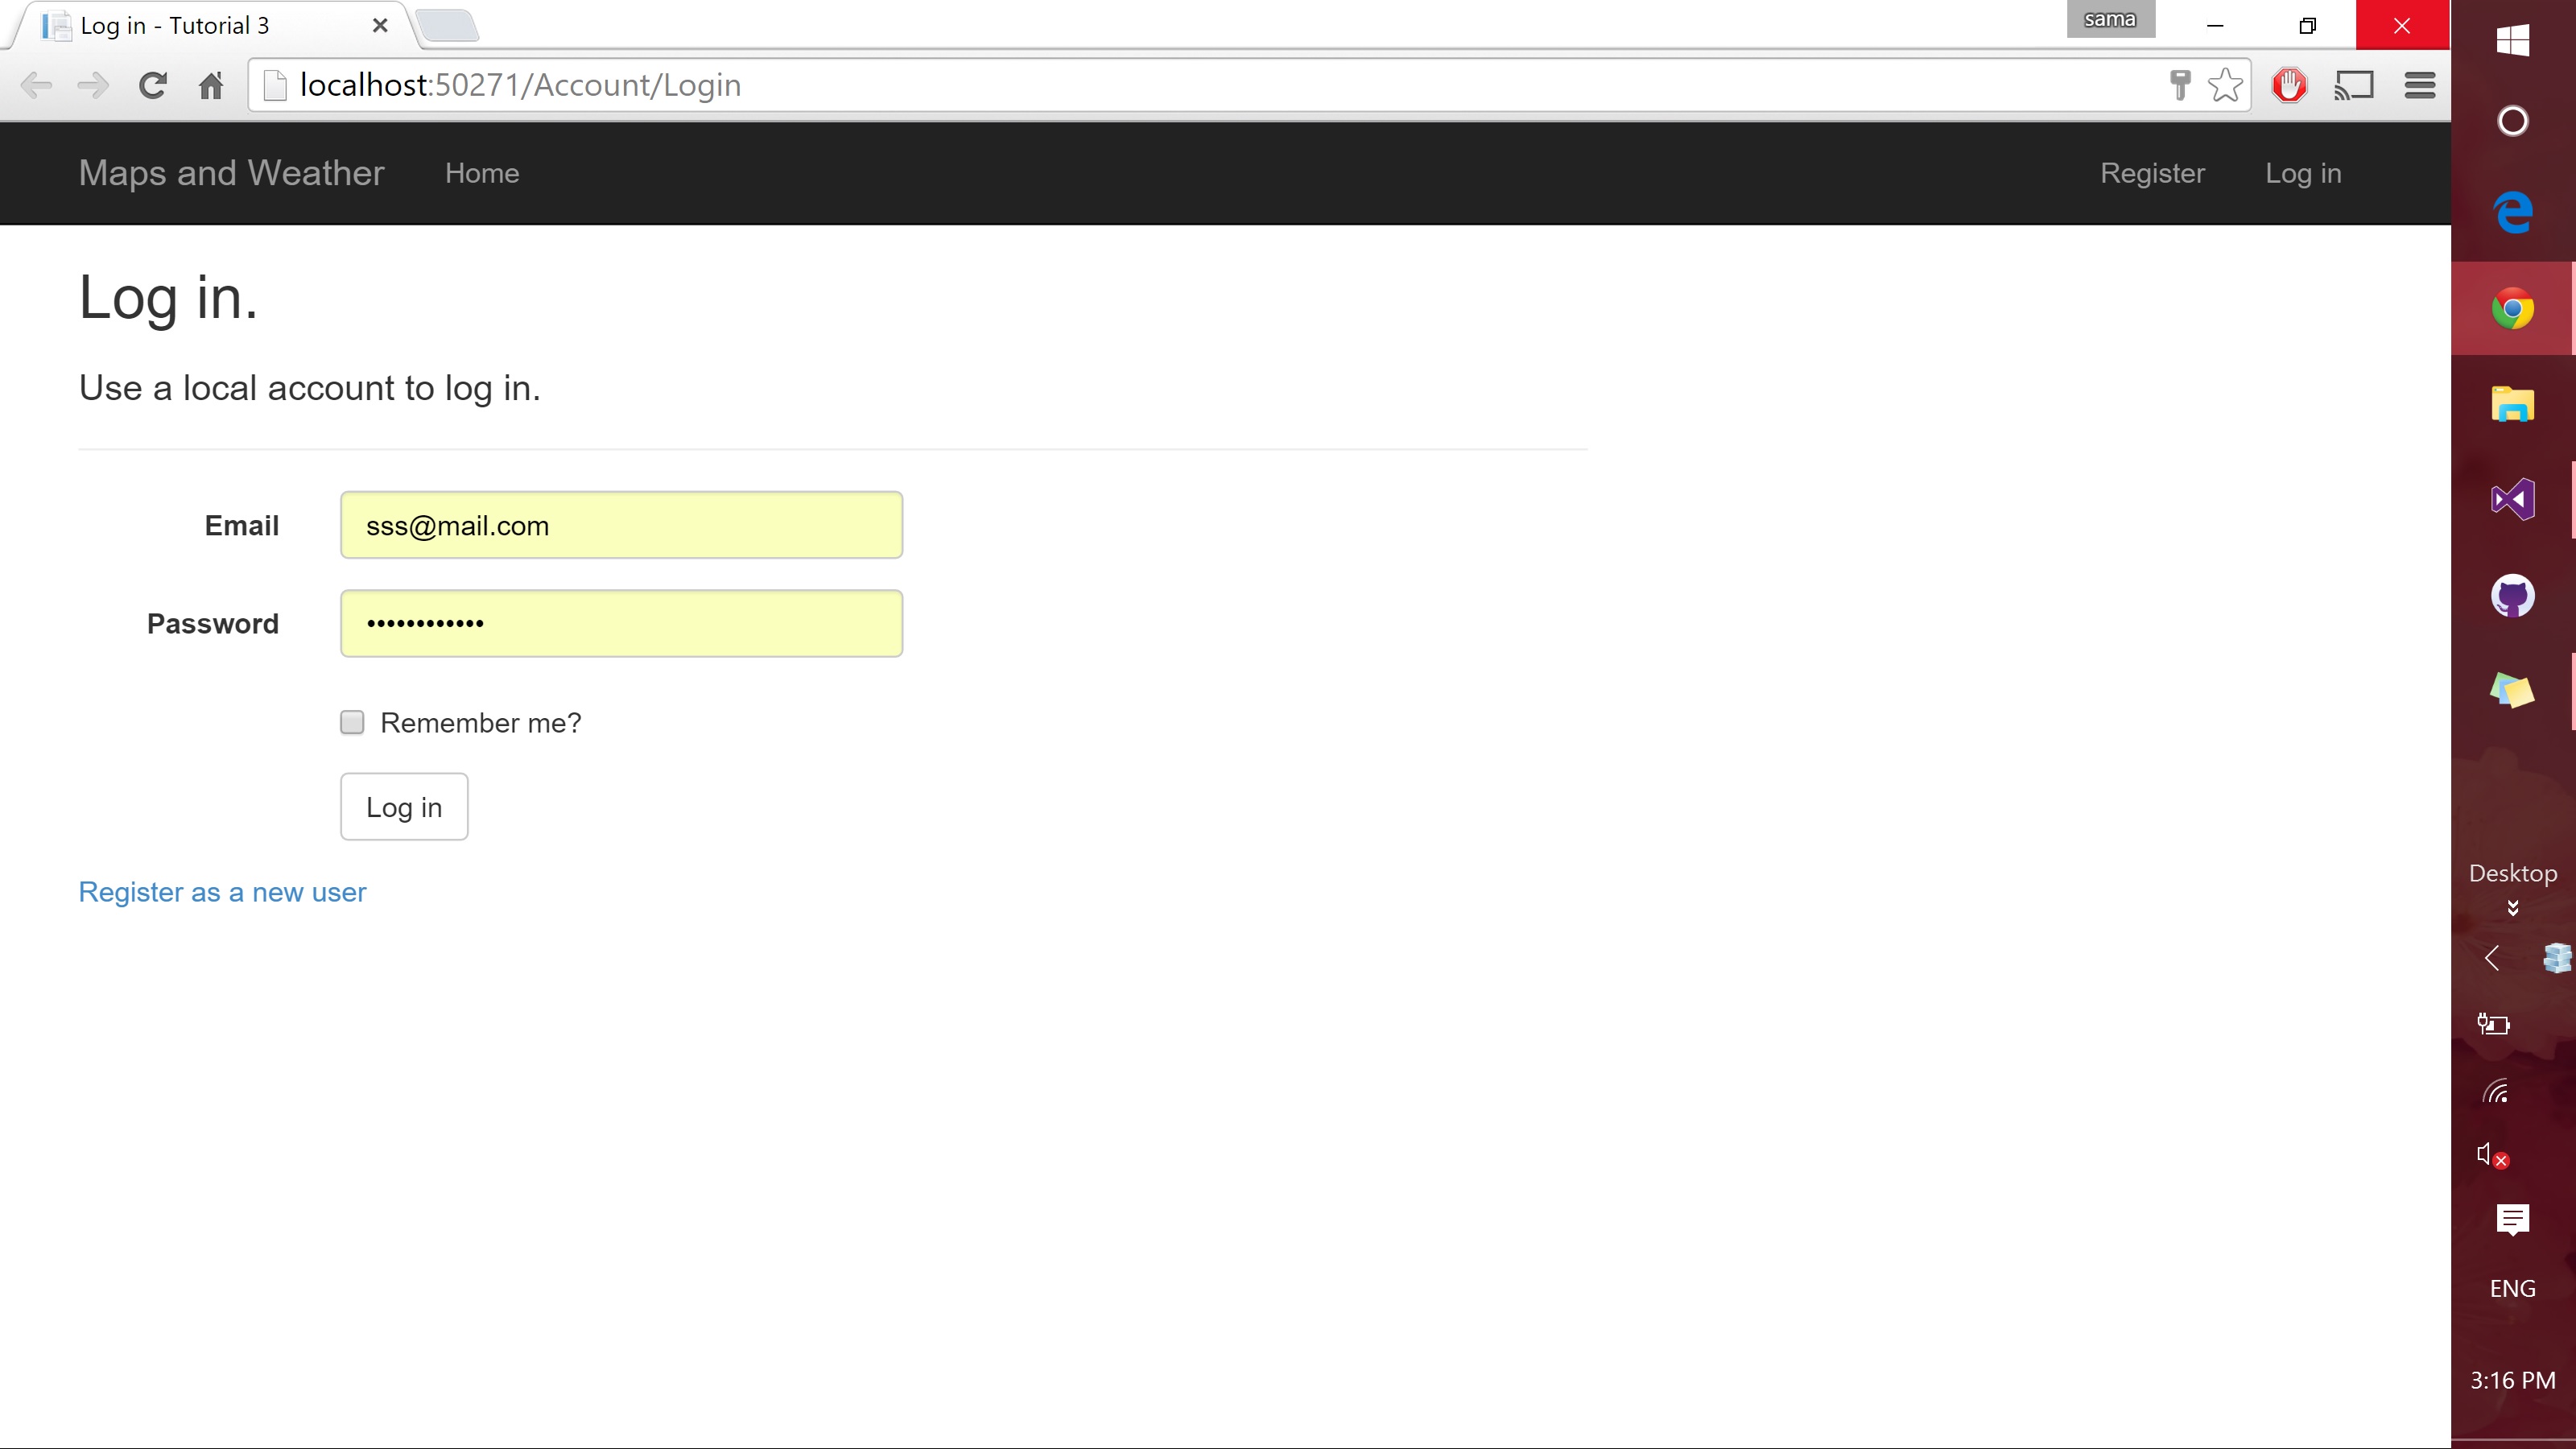 Log in - Tutorial 3
sama
localhost:50271/Account/Login
Maps and Weather Home Register Log in
Log in.
Use a local account to log in.
Email sss@mail.com
Password ••••••••••••
Remember me?
Log in
Register as a new user
Desktop
ENG
3:16 PM